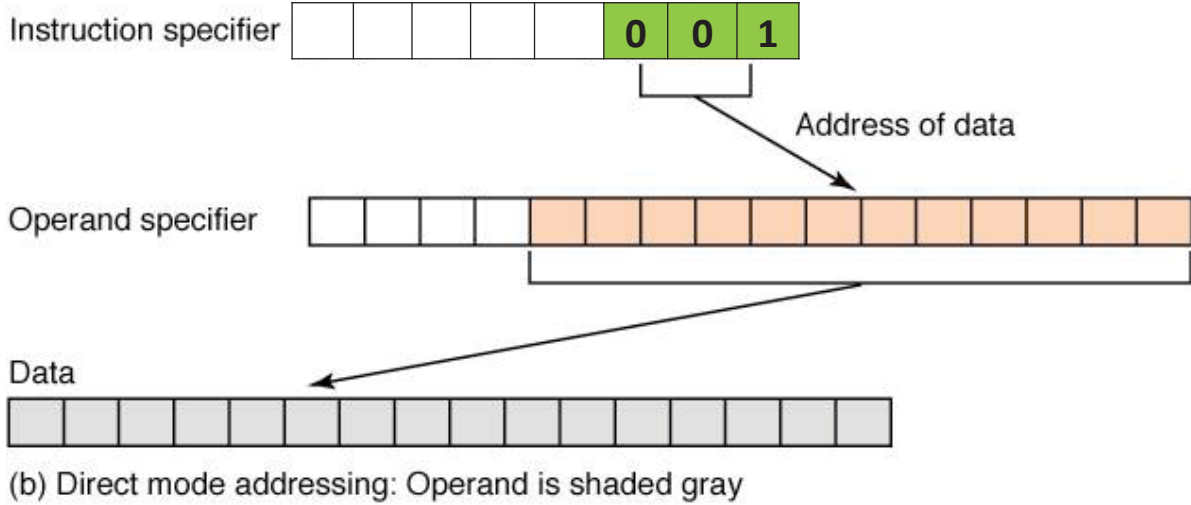 Instruction specifier 0 0 1
Address of data
Operand specifier
Data
(b) Direct mode addressing: Operand is shaded gray